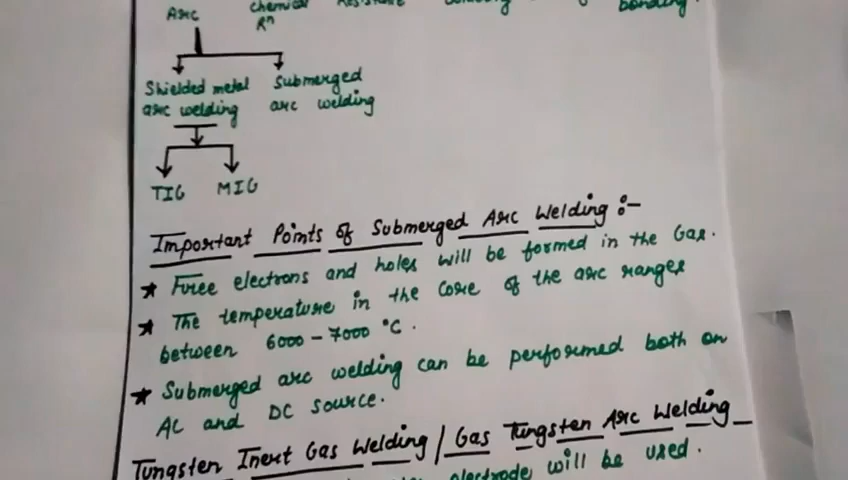 Arc chemical
Rⁿ bonding.
Shielded metal Submerged
arc welding arc welding
TIG MIG
Important Points of Submerged Arc Welding :-
* Free electrons and holes will be formed in the Gas.
* The temperature in the core of the arc ranges
between 6000 - 7000 °C.
* Submerged arc welding can be performed both on
AC and DC source.
Tungsten Inert Gas Welding / Gas Tungsten Arc Welding
electrode will be used.